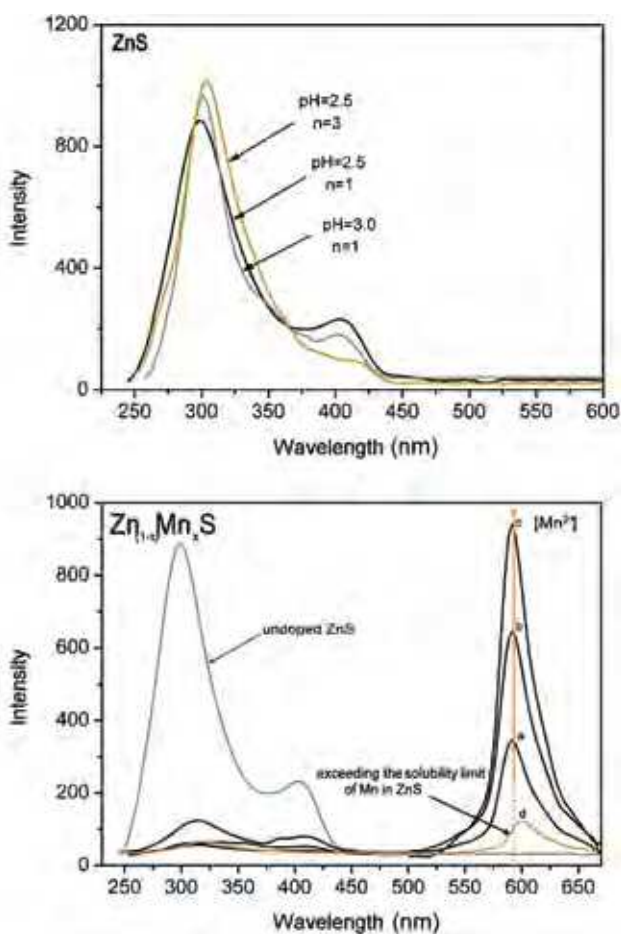 ZnS
1200
800
400
0
Intensity
pH=2.5
n=3
pH=2.5
n=1
pH=3.0
n=1
250 300 350 400 450 500 550 600
Wavelength (nm)
Zn(1-x)MnxS
[Mn2+]
1000
900
800
600
400
200
100
0
Intensity
undoped ZnS
c
b
a
exceeding the solubility limit
of Mn in ZnS
d
250 300 350 400 450 500 550 600 650
Wavelength (nm)